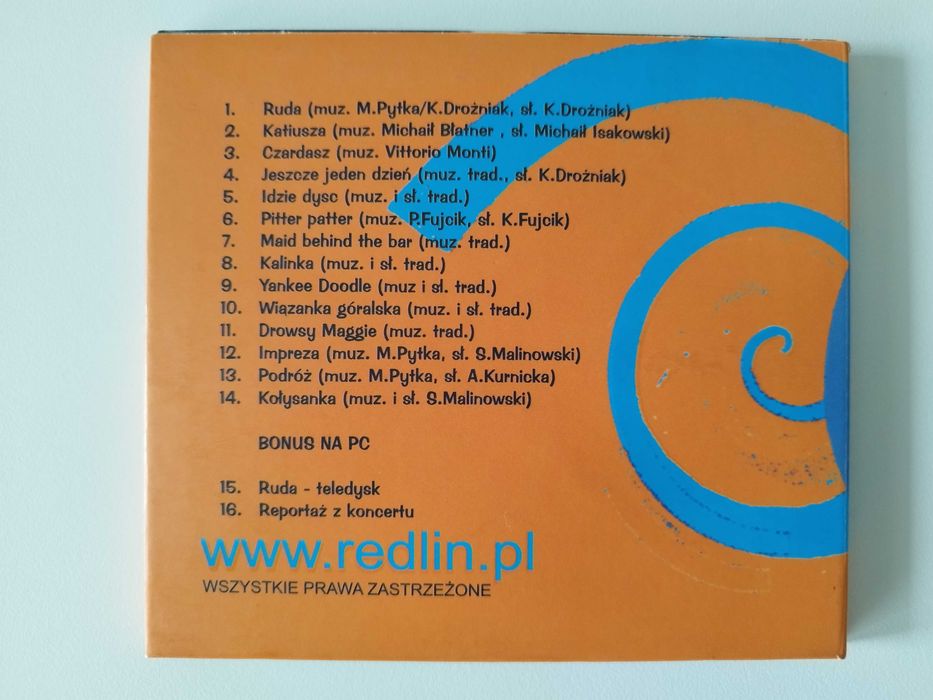 1. Ruda (muz. M.Pytka/K.Drożniak, sł. K.Drożniak)
2. Katiusza (muz. Michaił Błatner , sł. Michaił Isakowski)
3. Czardasz (muz. Vittorio Monti)
4. Jeszcze jeden dzień (muz. trad., sł. K.Drożniak)
5. Idzie dysc (muz. i sł. trad.)
6. Pitter patter (muz. P.Fujcik, sł. K.Fujcik)
7. Maid behind the bar (muz. trad.)
8. Kalinka (muz. i sł. trad.)
9. Yankee Doodle (muz i sł. trad.)
10. Wiązanka góralska (muz. i sł. trad.)
11. Drowsy Maggie (muz. trad.)
12. Impreza (muz. M.Pytka, sł. S.Malinowski)
13. Podróż (muz. M.Pytka, sł. A.Kurnicka)
14. Kołysanka (muz. i sł. S.Malinowski)
BONUS NA PC
15. Ruda - teledysk
16. Reportaż z koncertu
www.redlin.pl
WSZYSTKIE PRAWA ZASTRZEŻONE